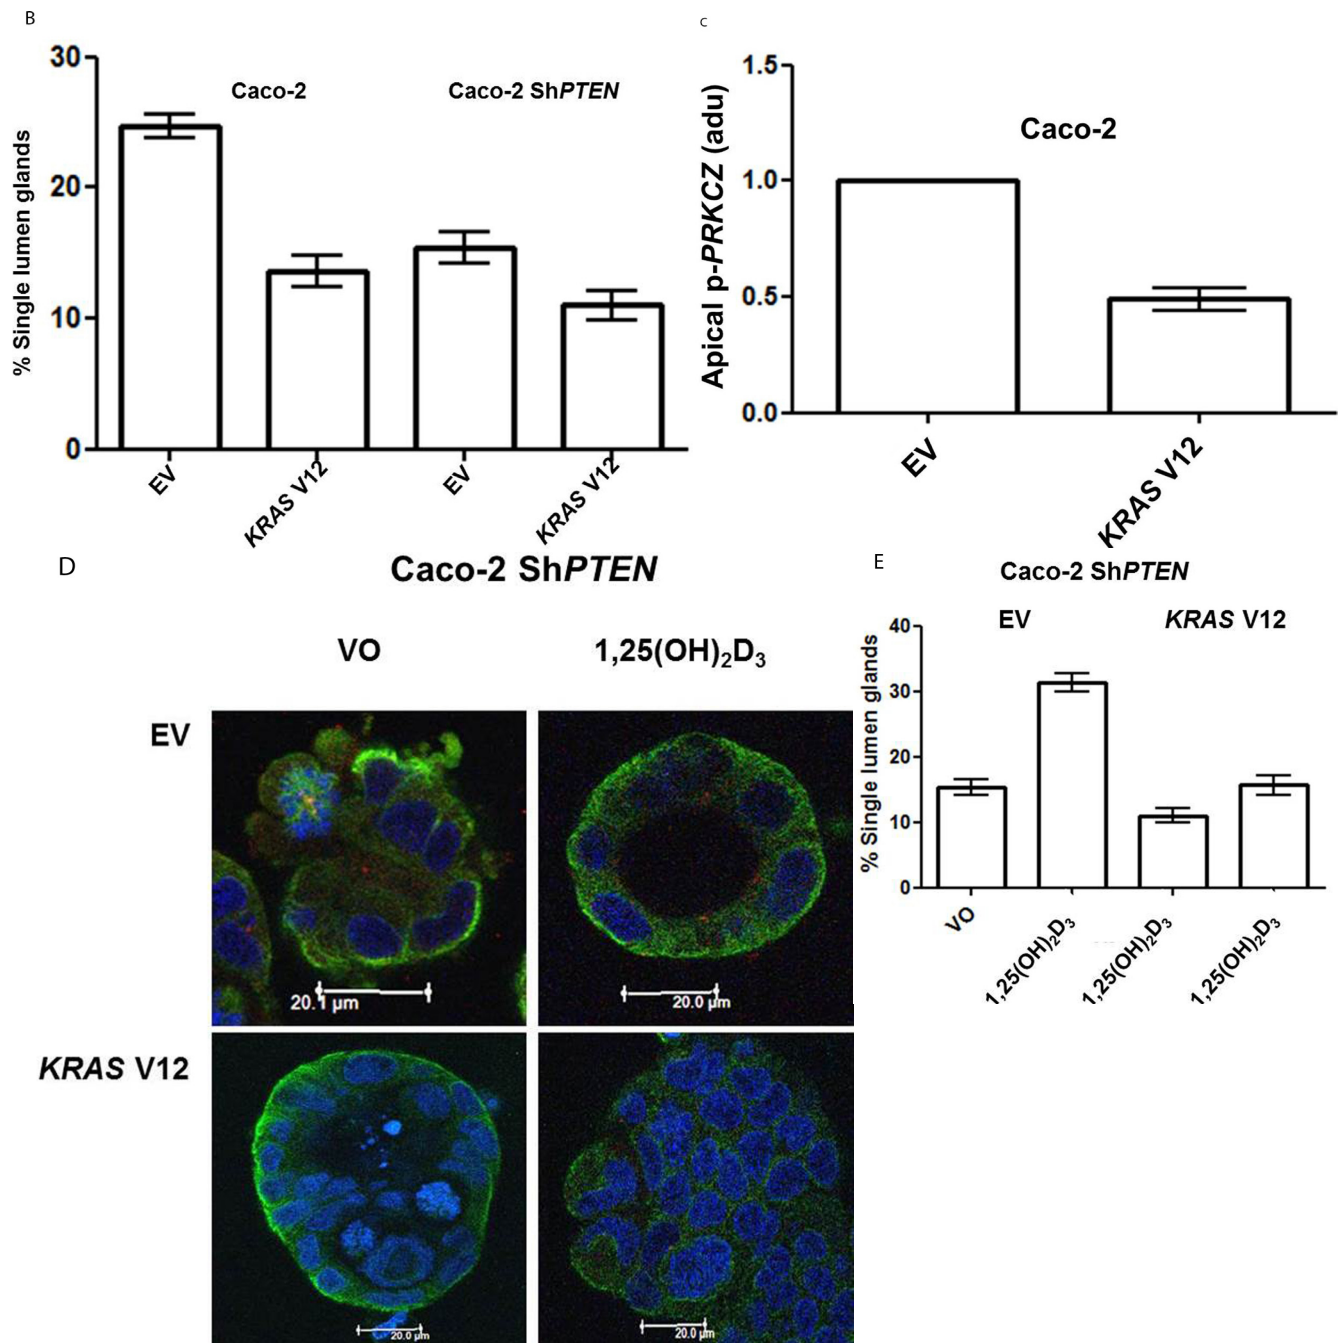 B
30
20
10
0
% Single lumen glands
Caco-2
Caco-2 ShPTEN
EV
KRAS V12
EV
KRAS V12
C
1.5
1.0
0.5
0.0
Apical p-PRKCZ (adu)
Caco-2
EV
KRAS V12
D
Caco-2 ShPTEN
VO
1,25(OH)₂D₃
EV
KRAS V12
20.1 µm
20.0 µm
20.0 µm
20.0 µm
E
Caco-2 ShPTEN
EV
KRAS V12
40
30
20
10
0
% Single lumen glands
VO
1,25(OH)₂D₃
1,25(OH)₂D₃
1,25(OH)₂D₃